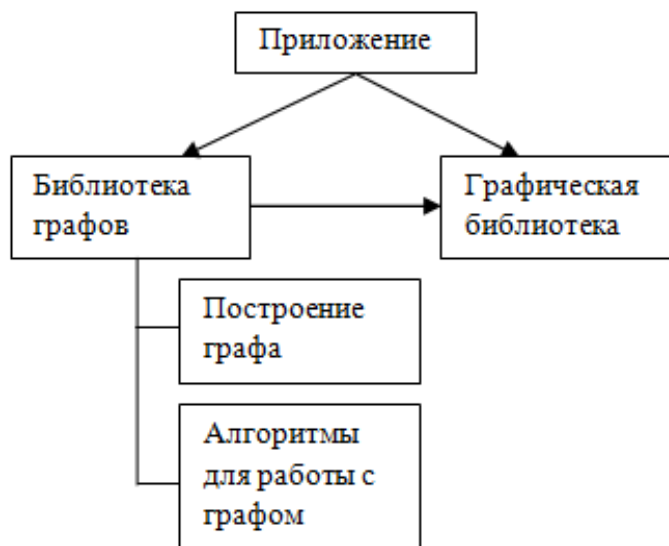 Приложение
Библиотека
графов
Графическая
библиотека
Построение
графа
Алгоритмы
для работы с
графом